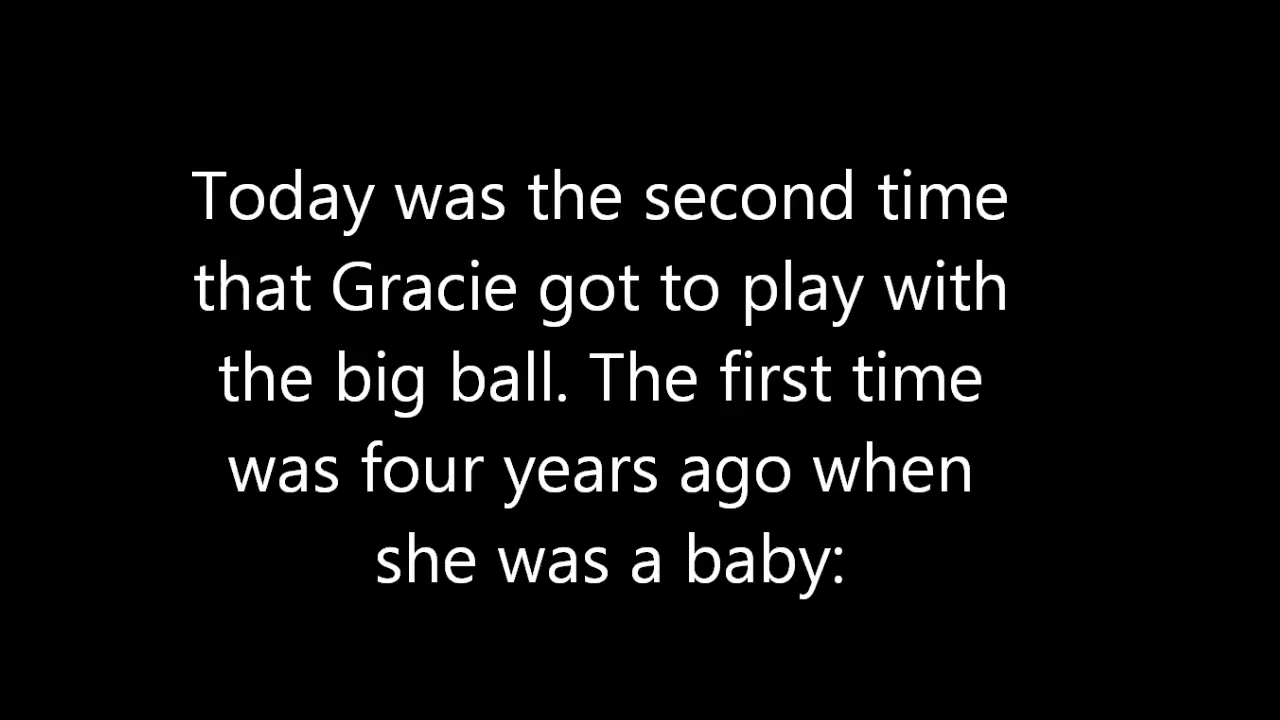 Today was the second time
that Gracie got to play with
the big ball. The first time
was four years ago when
she was a baby: